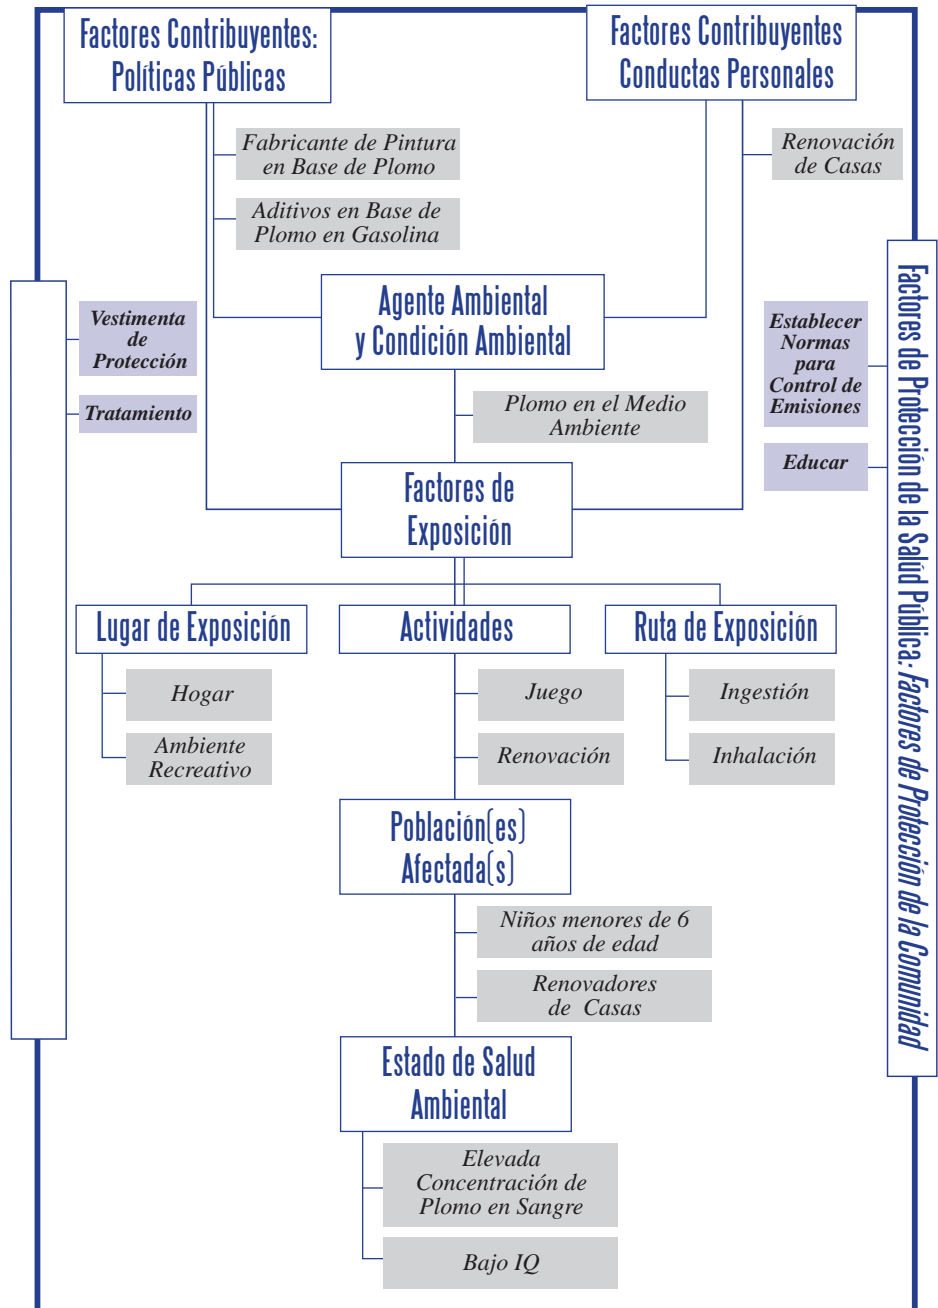 Factores Contribuyentes:
Políticas Públicas
Factores Contribuyentes
Conductas Personales
Fabricante de Pintura
en Base de Plomo
Renovación
de Casas
Aditivos en Base de
Plomo en Gasolina
Agente Ambiental
y Condición Ambiental
Vestimenta
de
Protección
Establecer
Normas
para
Control de
Emisiones
Tratamiento
Plomo en el Medio
Ambiente
Educar
Factores de
Exposición
Factores de Protección de la Salúd Pública: Factores de Protección de la Comunidad
Lugar de Exposición
Actividades
Ruta de Exposición
Hogar
Juego
Ingestión
Ambiente
Recreativo
Renovación
Inhalación
Población(es)
Afectada(s)
Niños menores de 6
años de edad
Renovadores
de Casas
Estado de Salud
Ambiental
Elevada
Concentración de
Plomo en Sangre
Bajo IQ